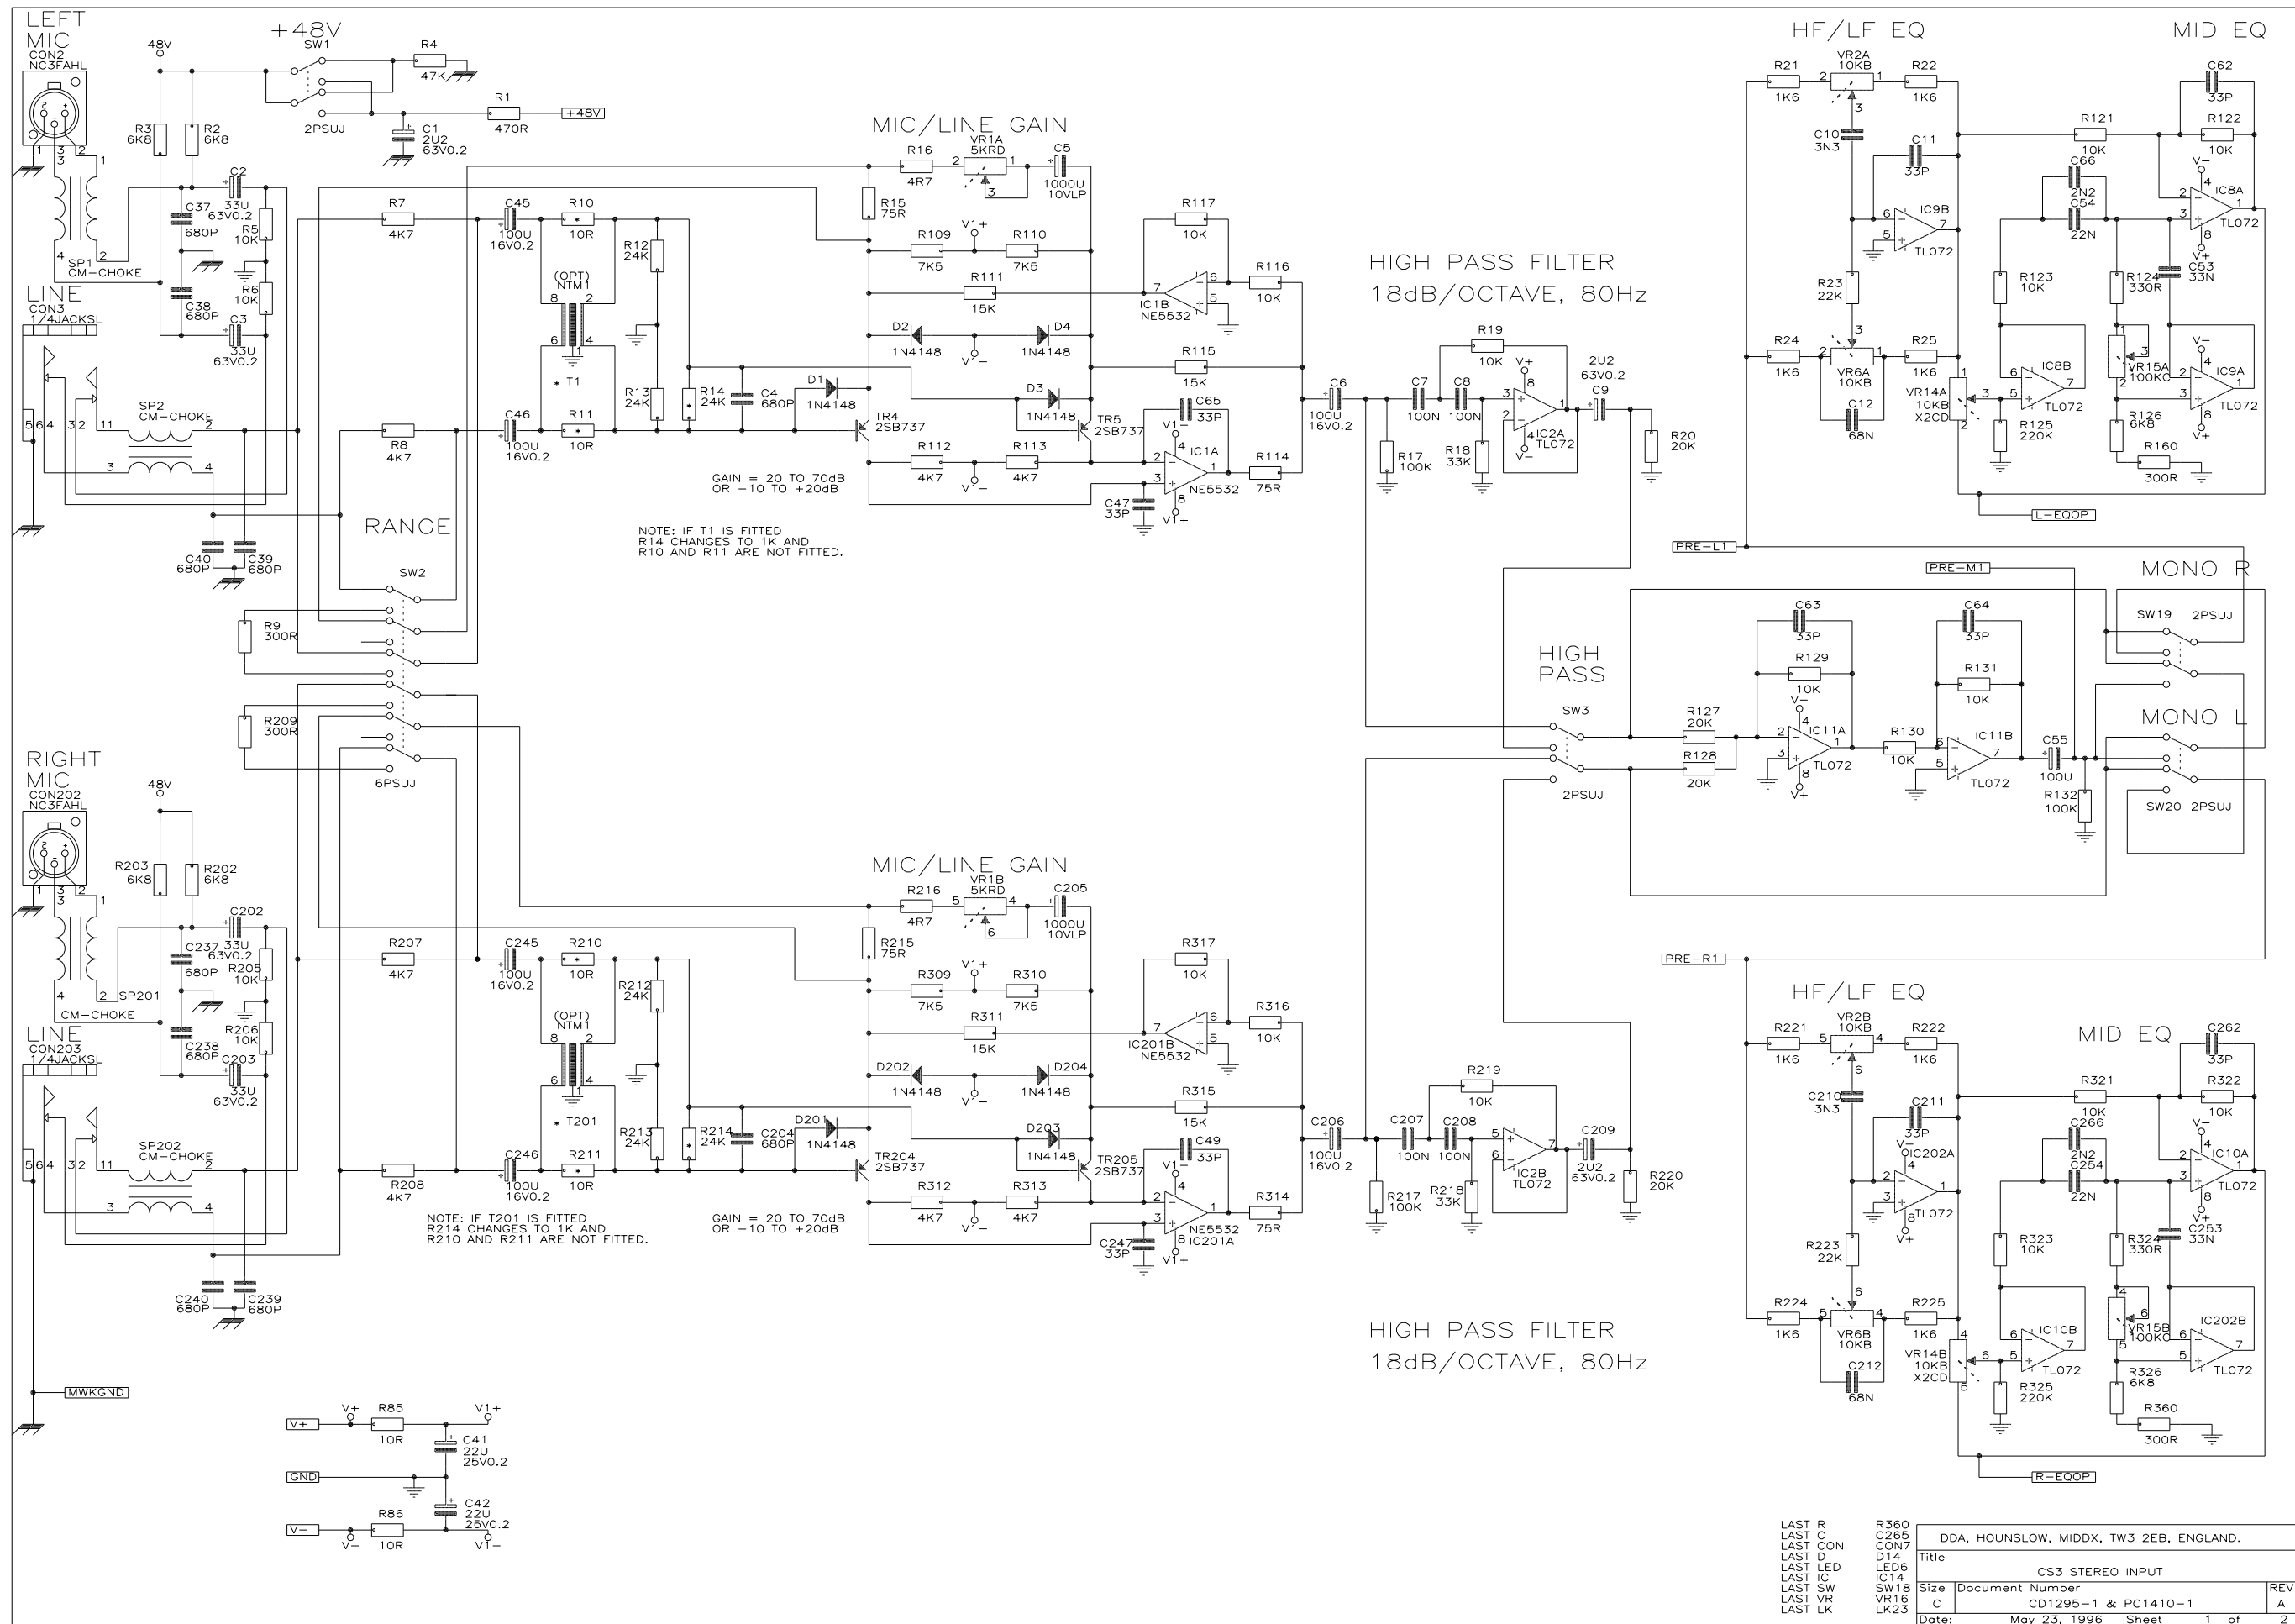 LEFT
MIC
CON2
NC3FAHL
48V
+48V
SW1
R4
47K
R1
470R
+48V
2PSUJ
C1
2U2
63V0.2
R3
6K8
R2
6K8
C2
33U
63V0.2
C37
680P
R5
10K
SP1
CM-CHOKE
R6
10K
C38
680P
C3
33U
63V0.2
LINE
CON3
1/4JACKSL
SP2
CM-CHOKE
C40
680P
C39
680P
R7
4K7
R8
4K7
C45
100U
16V0.2
R10
10R
(OPT)
NTM1
* T1
C46
100U
16V0.2
R11
10R
R12
24K
R13
24K
R14
24K
C4
680P
D1
1N4148
NOTE: IF T1 IS FITTED
R14 CHANGES TO 1K AND
R10 AND R11 ARE NOT FITTED.
GAIN = 20 TO 70dB
OR -10 TO +20dB
MIC/LINE GAIN
R16
4R7
VR1A
5KRD
C5
1000U
10VLP
R15
75R
R109
7K5
V1+
R110
7K5
R111
15K
D2
1N4148
V1-
D4
1N4148
D3
1N4148
TR4
2SB737
TR5
2SB737
R112
4K7
V1-
R113
4K7
R117
10K
IC1B
NE5532
R116
10K
R115
15K
C65
33P
V1-
IC1A
NE5532
V1+
C47
33P
R114
75R
C6
100U
16V0.2
HIGH PASS FILTER
18dB/OCTAVE, 80Hz
R17
100K
C7
100N
C8
100N
R19
10K
R18
33K
V+
IC2A
TL072
V-
2U2
63V0.2
C9
R20
20K
HF/LF EQ
R21
1K6
VR2A
10KB
R22
1K6
C10
3N3
C11
33P
IC9B
TL072
R23
22K
R24
1K6
VR6A
10KB
R25
1K6
C12
68N
VR14A
10KB
X2CD
MID EQ
C62
33P
R121
10K
R122
10K
C66
2N2
C54
22N
V-
IC8A
TL072
V+
R123
10K
R124
330R
C53
33N
IC8B
TL072
VR15A
100KC
V-
IC9A
TL072
V+
R125
220K
R126
6K8
R160
300R
L-EQOP
PRE-L1
PRE-M1
RANGE
SW2
R9
300R
R209
300R
6PSUJ
HIGH
PASS
SW3
2PSUJ
C63
33P
R129
10K
R127
20K
R128
20K
V-
IC11A
TL072
V+
C64
33P
R131
10K
R130
10K
IC11B
TL072
C55
100U
R132
100K
MONO R
SW19 2PSUJ
MONO L
SW20 2PSUJ
RIGHT
MIC
CON202
NC3FAHL
48V
R203
6K8
R202
6K8
C202
33U
63V0.2
C237
680P
R205
10K
SP201
CM-CHOKE
R206
10K
C238
680P
C203
33U
63V0.2
LINE
CON203
1/4JACKSL
SP202
CM-CHOKE
C240
680P
C239
680P
R207
4K7
R208
4K7
C245
100U
16V0.2
R210
10R
(OPT)
NTM1
* T201
C246
100U
16V0.2
R211
10R
R212
24K
R213
24K
R214
24K
C204
680P
D201
1N4148
NOTE: IF T201 IS FITTED
R214 CHANGES TO 1K AND
R210 AND R211 ARE NOT FITTED.
GAIN = 20 TO 70dB
OR -10 TO +20dB
MIC/LINE GAIN
R216
4R7
VR1B
5KRD
C205
1000U
10VLP
R215
75R
R309
7K5
V1+
R310
7K5
R311
15K
D202
1N4148
V1-
D204
1N4148
D203
1N4148
TR204
2SB737
TR205
2SB737
R312
4K7
V1-
R313
4K7
R317
10K
IC201B
NE5532
R316
10K
R315
15K
C49
33P
V1-
NE5532
IC201A
V1+
C247
33P
R314
75R
C206
100U
16V0.2
R217
100K
C207
100N
C208
100N
R219
10K
R218
33K
IC2B
TL072
C209
2U2
63V0.2
R220
20K
HIGH PASS FILTER
18dB/OCTAVE, 80Hz
PRE-R1
HF/LF EQ
R221
1K6
VR2B
10KB
R222
1K6
C210
3N3
C211
33P
V-
IC202A
TL072
V+
R223
22K
R224
1K6
VR6B
10KB
R225
1K6
C212
68N
VR14B
10KB
X2CD
MID EQ
C262
33P
R321
10K
R322
10K
C266
2N2
C254
22N
V-
IC10A
TL072
V+
R323
10K
R324
330R
C253
33N
IC10B
TL072
VR15B
100KC
IC202B
TL072
R325
220K
R326
6K8
R360
300R
R-EQOP
MWKGND
V+
V+
R85
10R
V1+
C41
22U
25V0.2
GND
C42
22U
25V0.2
V-
V-
R86
10R
V1-
LAST R R360
LAST C C265
LAST CON CON7
LAST D D14
LAST LED LED6
LAST IC IC14
LAST SW SW18
LAST VR VR16
LAST LK LK23
DDA, HOUNSLOW, MIDDX, TW3 2EB, ENGLAND.
Title
CS3 STEREO INPUT
Size Document Number REV
C CD1295-1 & PC1410-1 A
Date: May 23, 1996 Sheet 1 of 2